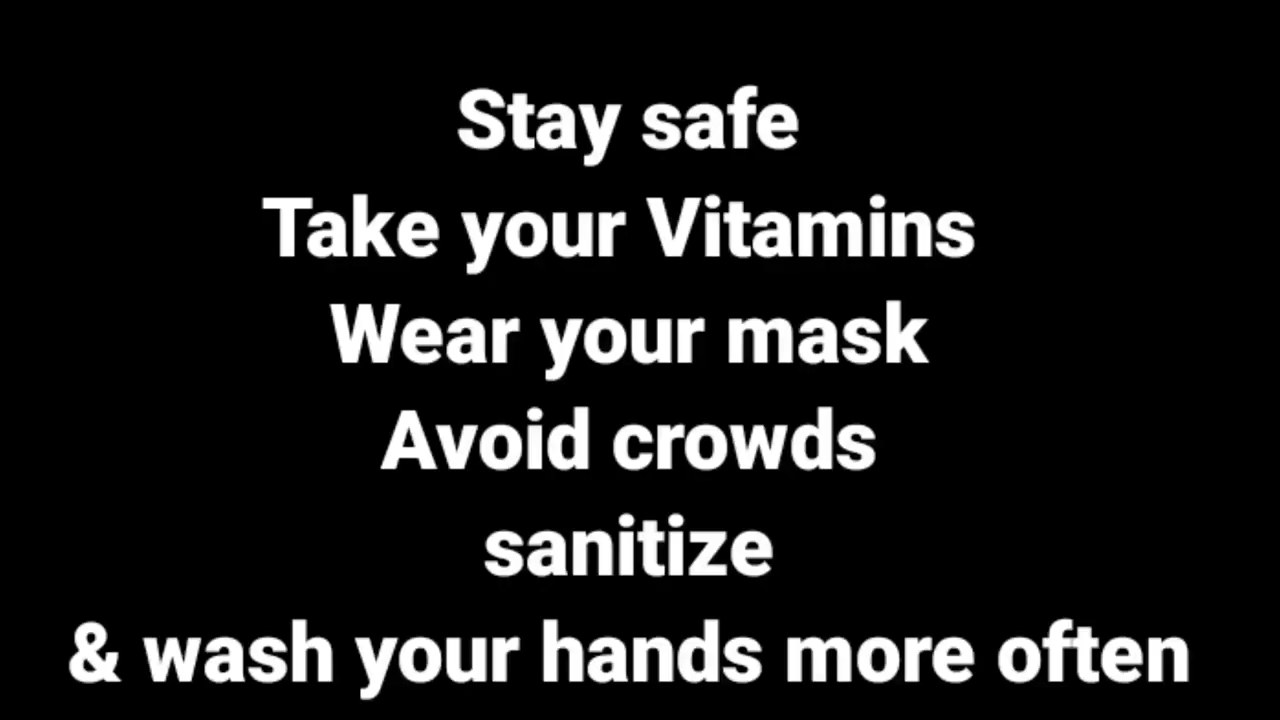 Stay safe
Take your Vitamins
Wear your mask
Avoid crowds
sanitize
& wash your hands more often